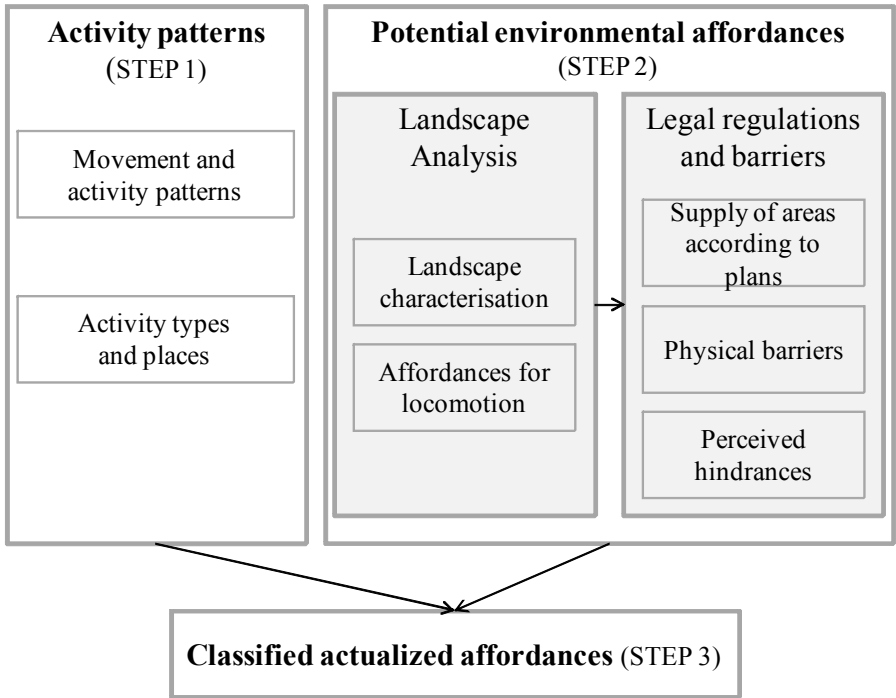 Activity patterns
(STEP 1)
Movement and
activity patterns
Activity types
and places
Potential environmental affordances
(STEP 2)
Landscape
Analysis
Landscape
characterisation
Affordances for
locomotion
Legal regulations
and barriers
Supply of areas
according to
plans
Physical barriers
Perceived
hindrances
Classified actualized affordances (STEP 3)